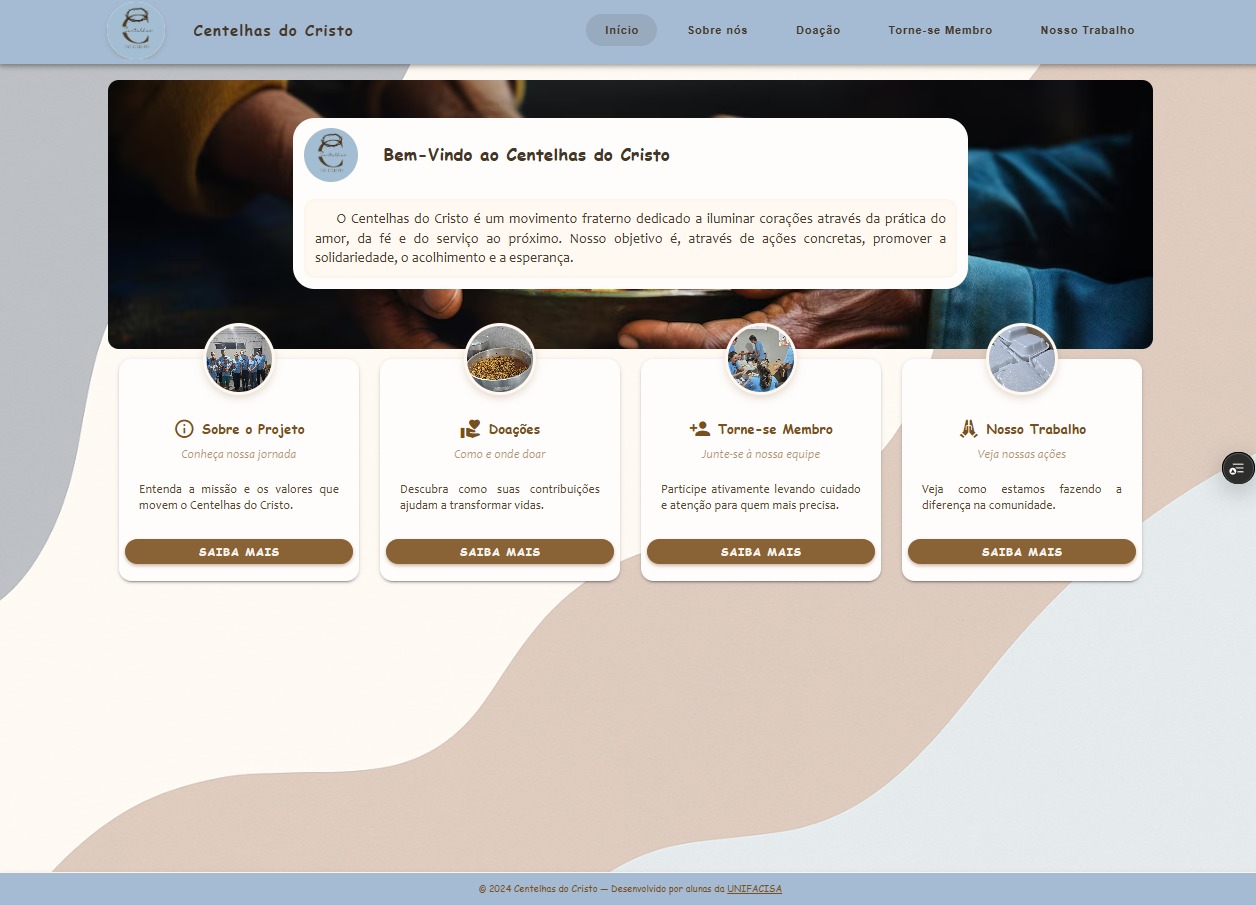 Centelhas do Cristo
Início
Sobre nós
Doação
Torne-se Membro
Nosso Trabalho
Bem-Vindo ao Centelhas do Cristo
O Centelhas do Cristo é um movimento fraterno dedicado a iluminar corações através da prática do
amor, da fé e do serviço ao próximo. Nosso objetivo é, através de ações concretas, promover a
solidariedade, o acolhimento e a esperança.
Sobre o Projeto
Conheça nossa jornada
Entenda a missão e os valores que
movem o Centelhas do Cristo.
SAIBA MAIS
Doações
Como e onde doar
Descubra como suas contribuições
ajudam a transformar vidas.
SAIBA MAIS
Torne-se Membro
Junte-se à nossa equipe
Participe ativamente levando cuidado
e atenção para quem mais precisa.
SAIBA MAIS
Nosso Trabalho
Veja nossas ações
Veja como estamos fazendo a
diferença na comunidade.
SAIBA MAIS
© 2024 Centelhas do Cristo — Desenvolvido por alunas da UNIFACISA